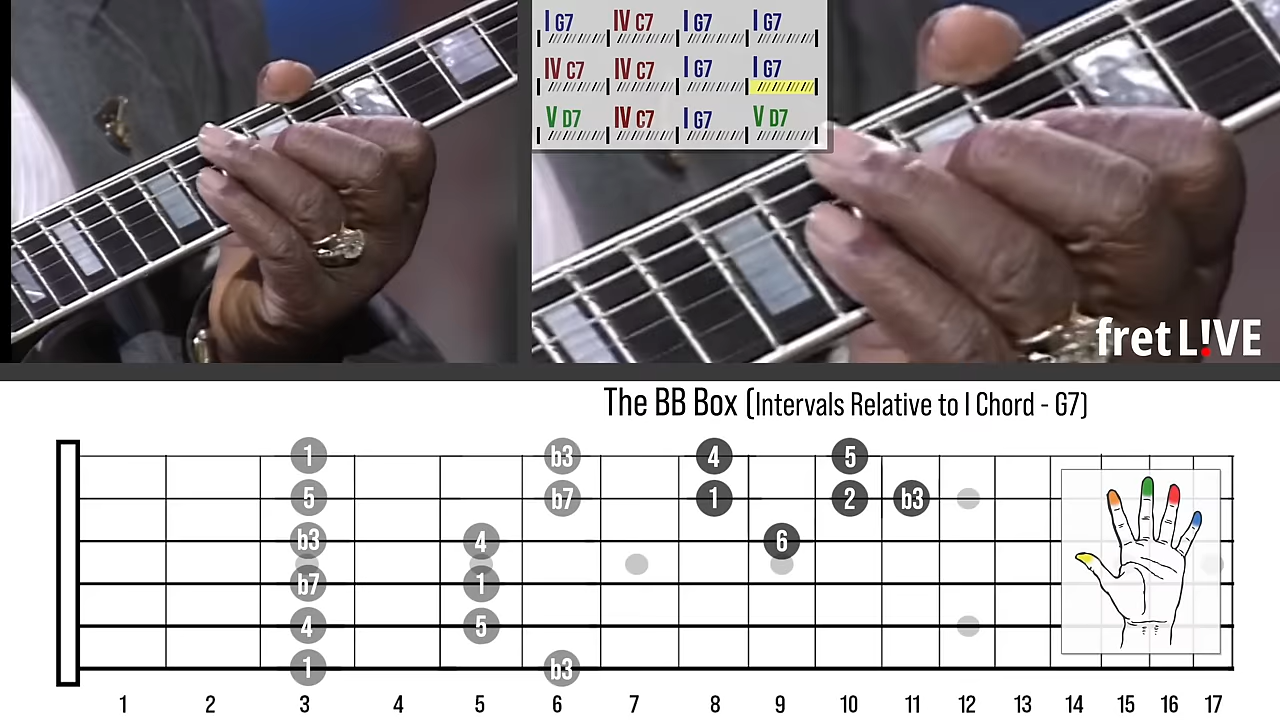 I G7 IV C7 I G7 I G7
IV C7 IV C7 I G7 I G7
V D7 IV C7 I G7 V D7
fret L!VE
The BB Box (Intervals Relative to I Chord - G7)
1 b3 4 5
5 b7 1 2 b3
b3 4 6
b7 1
4 5
1 b3
1 2 3 4 5 6 7 8 9 10 11 12 13 14 15 16 17